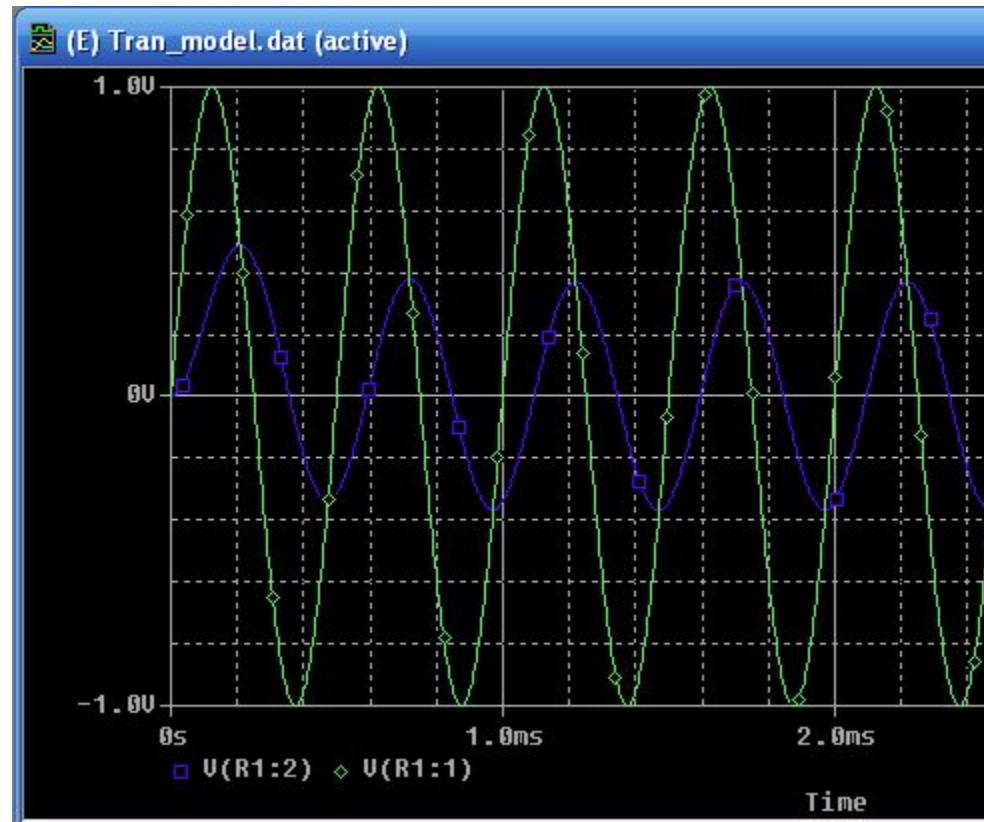 (E) Tran_model.dat (active)
1.0V
0V
-1.0V
0s 1.0ms 2.0ms
V(R1:2) V(R1:1)
Time